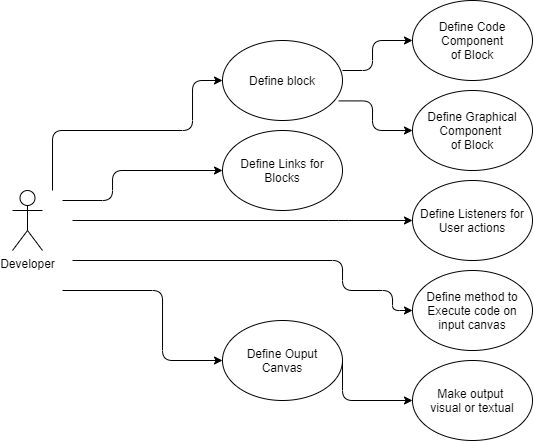 Define Code
Component
of Block
Define block
Define Graphical
Component
of Block
Define Links for
Blocks
Define Listeners for
User actions
Developer
Define method to
Execute code on
input canvas
Define Ouput
Canvas
Make output
visual or textual